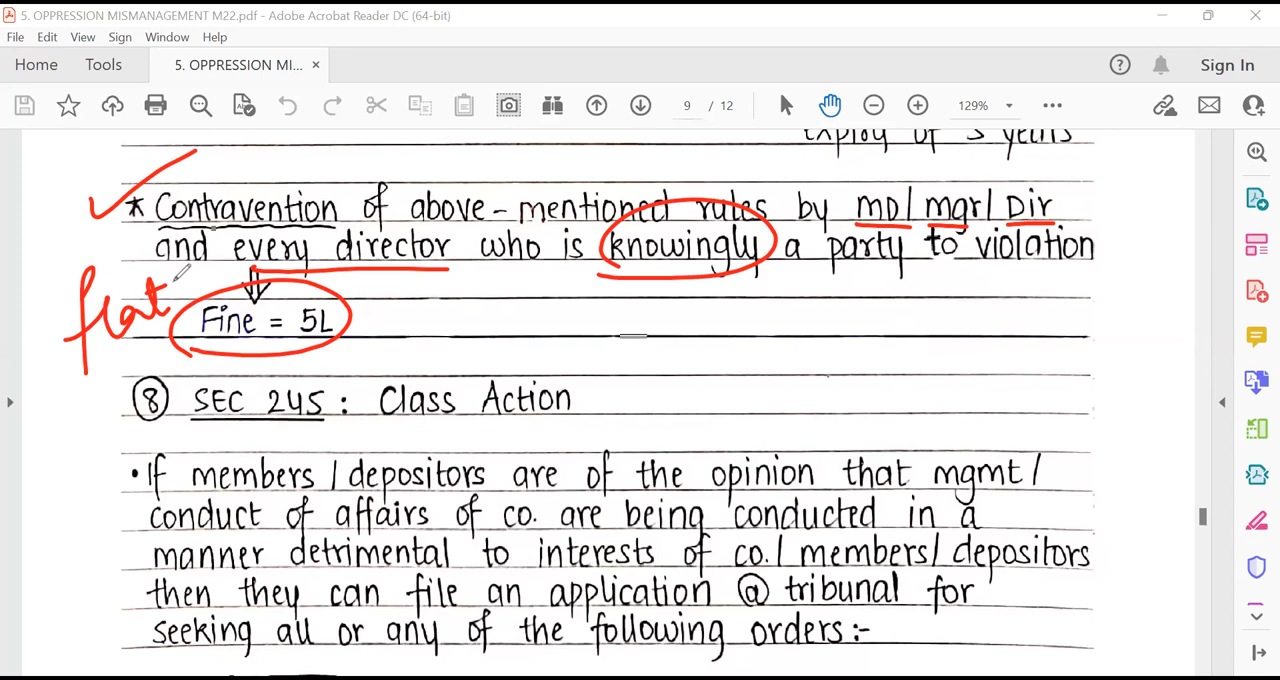 5. OPPRESSION MISMANAGEMENT M22.pdf - Adobe Acrobat Reader DC (64-bit)
File Edit View Sign Window Help
Home Tools 5. OPPRESSION MI... × Sign In
9 / 12 129%
exploy of 3 years
* Contravention of above-mentioned rules by MD/ mgr/ Dir
and every director who is knowingly a party to violation
flat
Fine = 5L
⑧ SEC 245 : Class Action
• If members / depositors are of the opinion that mgmt/
conduct of affairs of co. are being conducted in a
manner detrimental to interests of co./ members/ depositors
then they can file an application @ tribunal for
seeking all or any of the following orders:-